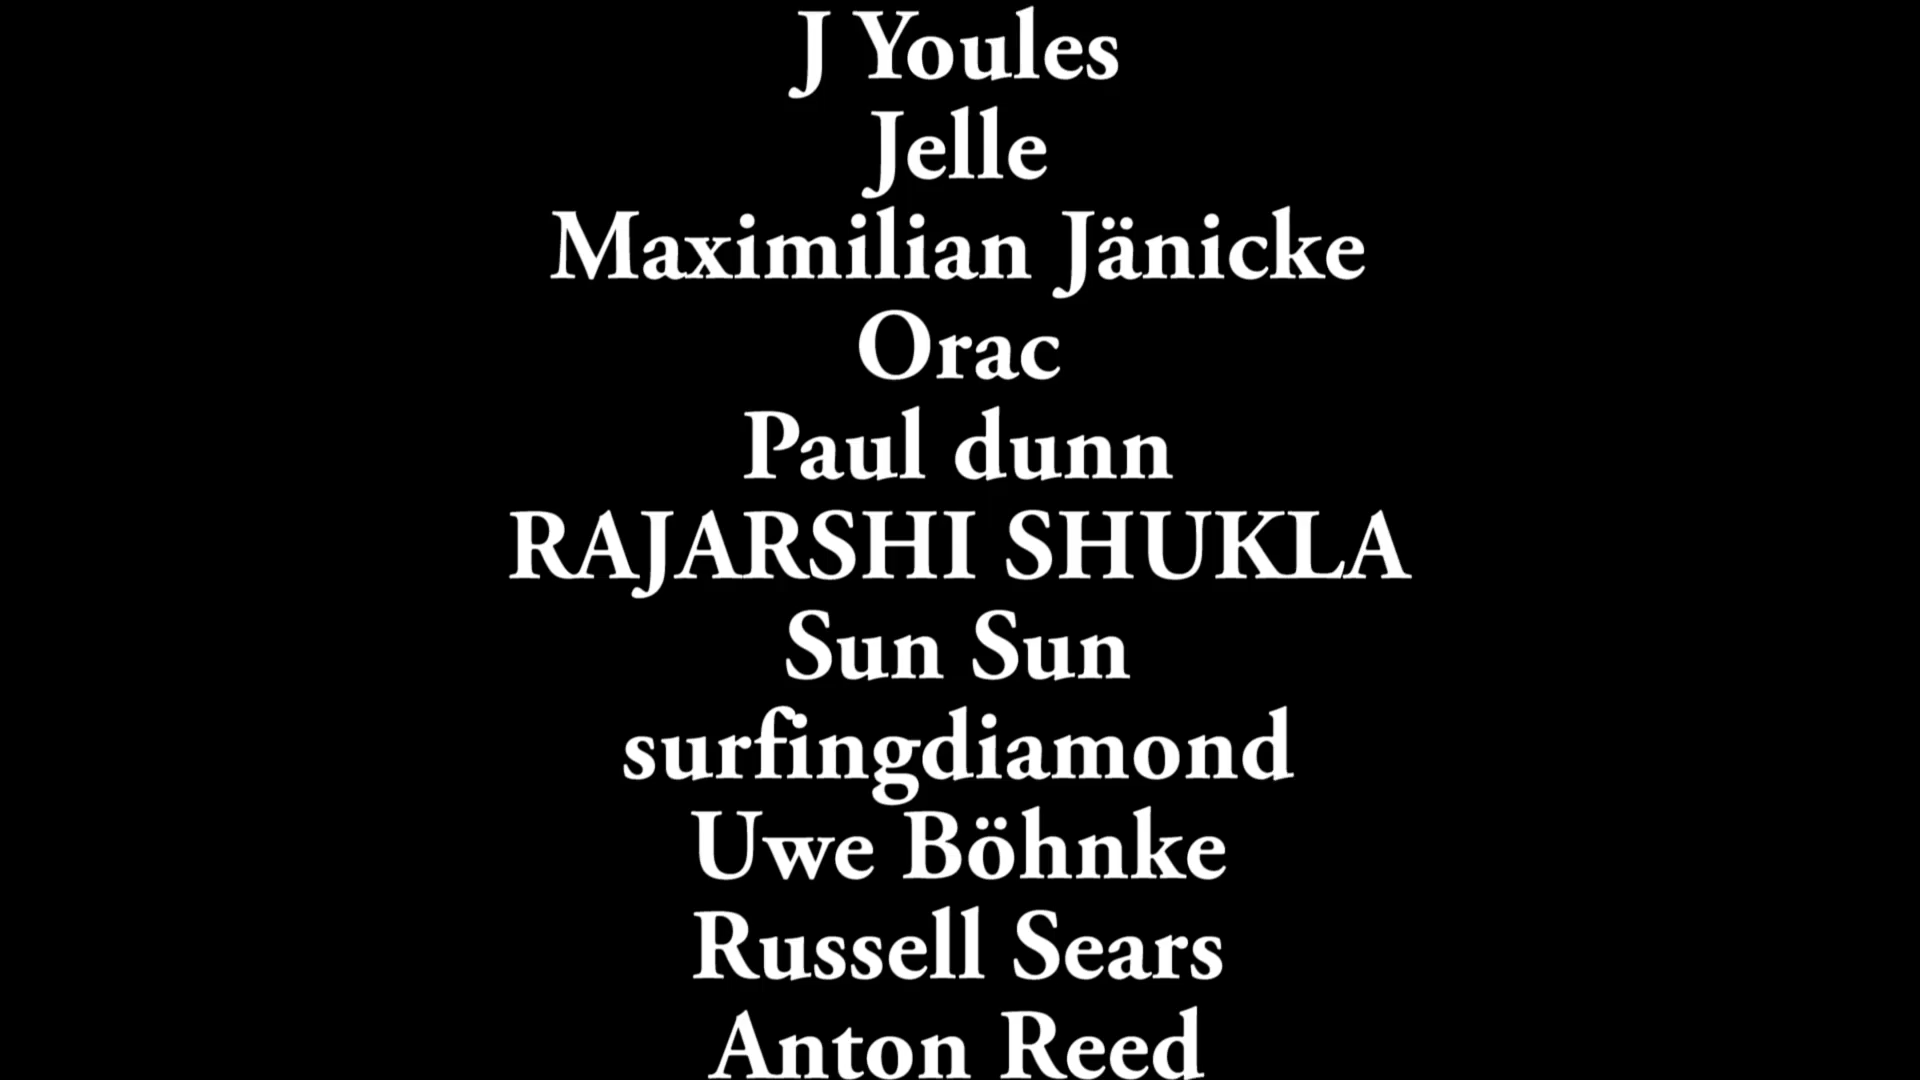 J Youles
Jelle
Maximilian Jänicke
Orac
Paul dunn
RAJARSHI SHUKLA
Sun Sun
surfingdiamond
Uwe Böhnke
Russell Sears
Anton Reed